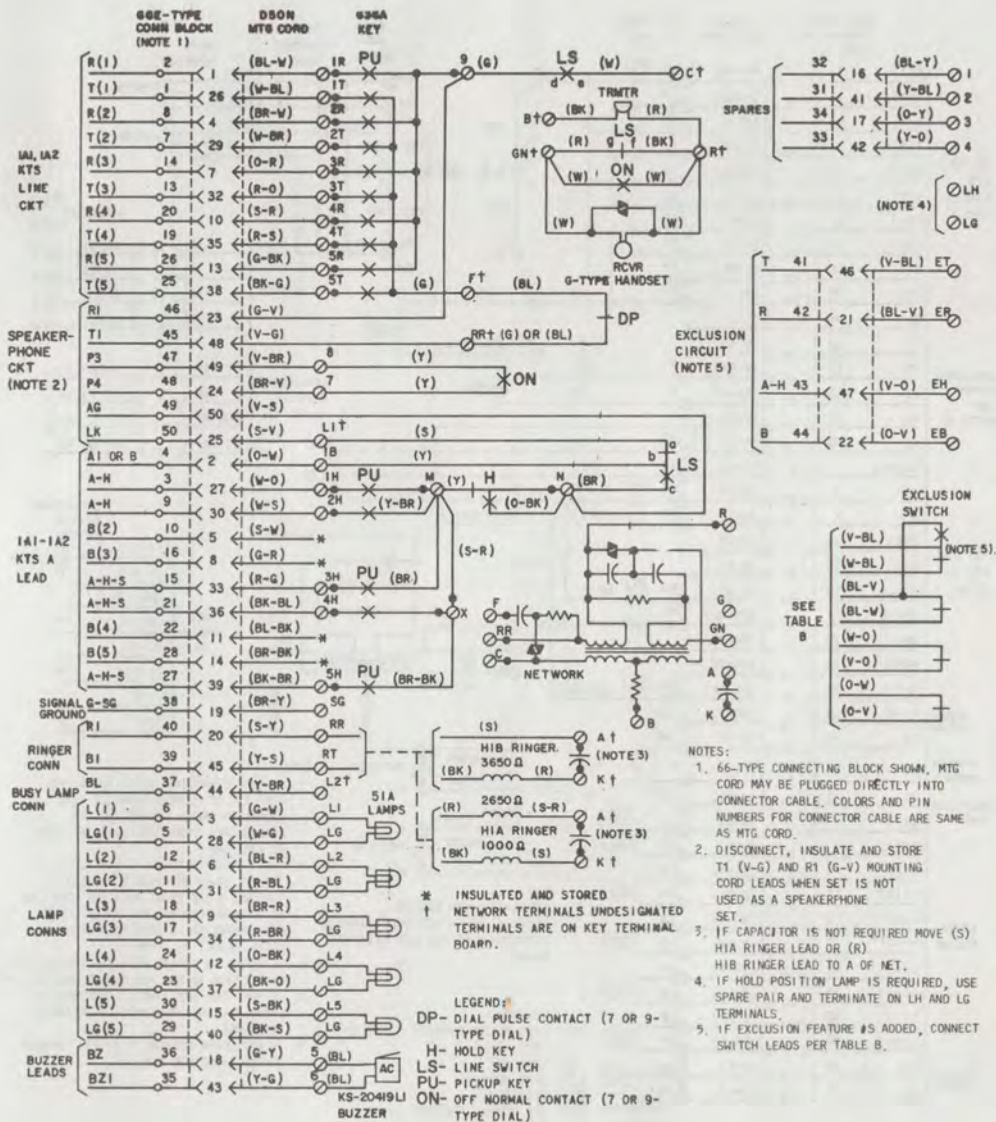 66E-TYPE CONN BLOCK (NOTE 1)
D50N MTG CORD
636A KEY
1A1, 1A2 KTS LINE CKT
R(1) 2 1 (BL-W) 1R PU
T(1) 1 26 (W-BL) 1T
R(2) 8 4 (BR-W) 2R
T(2) 7 29 (W-BR) 2T
R(3) 14 7 (O-R) 3R
T(3) 13 32 (R-O) 3T
R(4) 20 10 (S-R) 4R
T(4) 19 35 (R-S) 4T
R(5) 26 13 (G-BK) 5R
T(5) 25 38 (BK-G) 5T (G) F† (BL)
9 (G) LS (W) C†
d e
TRMTR
B† (BK) (R)
LS
GN† (R) g f (BK) R†
ON
(W) (W)
(W) (W)
RCVR
G-TYPE HANDSET
DP
SPEAKER-PHONE CKT (NOTE 2)
R1 46 23 (G-V)
T1 45 48 (V-G) RR† (G) OR (BL)
P3 47 49 (V-BR) 8 (Y)
P4 48 24 (BR-V) 7 (Y) ON
AG 49 50 (V-S)
LK 50 25 (S-V) L1† (S)
1A1-1A2 KTS A LEAD
A1 OR B 4 2 (O-W) 1B (Y) a b c LS
A-H 3 27 (W-O) 1H PU M (Y) H N (BR)
A-H 9 30 (W-S) 2H (Y-BR) (O-BK)
B(2) 10 5 (S-W) *
B(3) 16 8 (G-R) *
A-H-S 15 33 (R-G) 3H PU (BR) (S-R)
A-H-S 21 36 (BK-BL) 4H X
B(4) 22 11 (BL-BK) *
B(5) 28 14 (BR-BK) *
A-H-S 27 39 (BK-BR) 5H PU (BR-BK)
SIGNAL GROUND G-SG 38 19 (BR-Y) SG
RINGER CONN
R1 40 20 (S-Y) RR
B1 39 45 (Y-S) RT
BUSY LAMP CONN BL 37 44 (Y-BR) L2†
LAMP CONNS
L(1) 6 3 (G-W) L1 51A LAMPS
LG(1) 5 28 (W-G) LG
L(2) 12 6 (BL-R) L2
LG(2) 11 31 (R-BL) LG
L(3) 18 9 (BR-R) L3
LG(3) 17 34 (R-BR) LG
L(4) 24 12 (O-BK) L4
LG(4) 23 37 (BK-O) LG
L(5) 30 15 (S-BK) L5
LG(5) 29 40 (BK-S) LG
BUZZER LEADS
BZ 36 18 (G-Y) 5 (BL) AC
BZ1 35 43 (Y-G) 6 (BL)
KS-20419L1
BUZZER
R
F
RR
C
G
GN
A
K
B
NETWORK
(S) A†
H1B RINGER. (NOTE 3)
3650Ω
(BK) (R) K†
(R) 2650Ω (S-R) A†
H1A RINGER (NOTE 3)
(BK) 1000Ω (S) K†
* INSULATED AND STORED
† NETWORK TERMINALS UNDESIGNATED
TERMINALS ARE ON KEY TERMINAL
BOARD.
LEGEND:
DP- DIAL PULSE CONTACT (7 OR 9-
TYPE DIAL)
H- HOLD KEY
LS- LINE SWITCH
PU- PICKUP KEY
ON- OFF NORMAL CONTACT (7 OR 9-
TYPE DIAL)
SPARES
32 16 (BL-Y) 1
31 41 (Y-BL) 2
34 17 (O-Y) 3
33 42 (Y-O) 4
(NOTE 4) LH
LG
EXCLUSION CIRCUIT (NOTE 5)
T 41 46 (V-BL) ET
R 42 21 (BL-V) ER
A-H 43 47 (V-O) EH
B 44 22 (O-V) EB
EXCLUSION SWITCH
SEE TABLE B
(V-BL) (NOTE 5)
(W-BL)
(BL-V)
(BL-W)
(W-O)
(V-O)
(O-W)
(O-V)
NOTES:
1. 66-TYPE CONNECTING BLOCK SHOWN. MTG
CORD MAY BE PLUGGED DIRECTLY INTO
CONNECTOR CABLE. COLORS AND PIN
NUMBERS FOR CONNECTOR CABLE ARE SAME
AS MTG CORD.
2. DISCONNECT, INSULATE AND STORE
T1 (V-G) AND R1 (G-V) MOUNTING
CORD LEADS WHEN SET IS NOT
USED AS A SPEAKERPHONE
SET.
3. IF CAPACITOR IS NOT REQUIRED MOVE (S)
H1A RINGER LEAD OR (R)
H1B RINGER LEAD TO A OF NET.
4. IF HOLD POSITION LAMP IS REQUIRED, USE
SPARE PAIR AND TERMINATE ON LH AND LG
TERMINALS.
5. IF EXCLUSION FEATURE IS ADDED, CONNECT
SWITCH LEADS PER TABLE B.